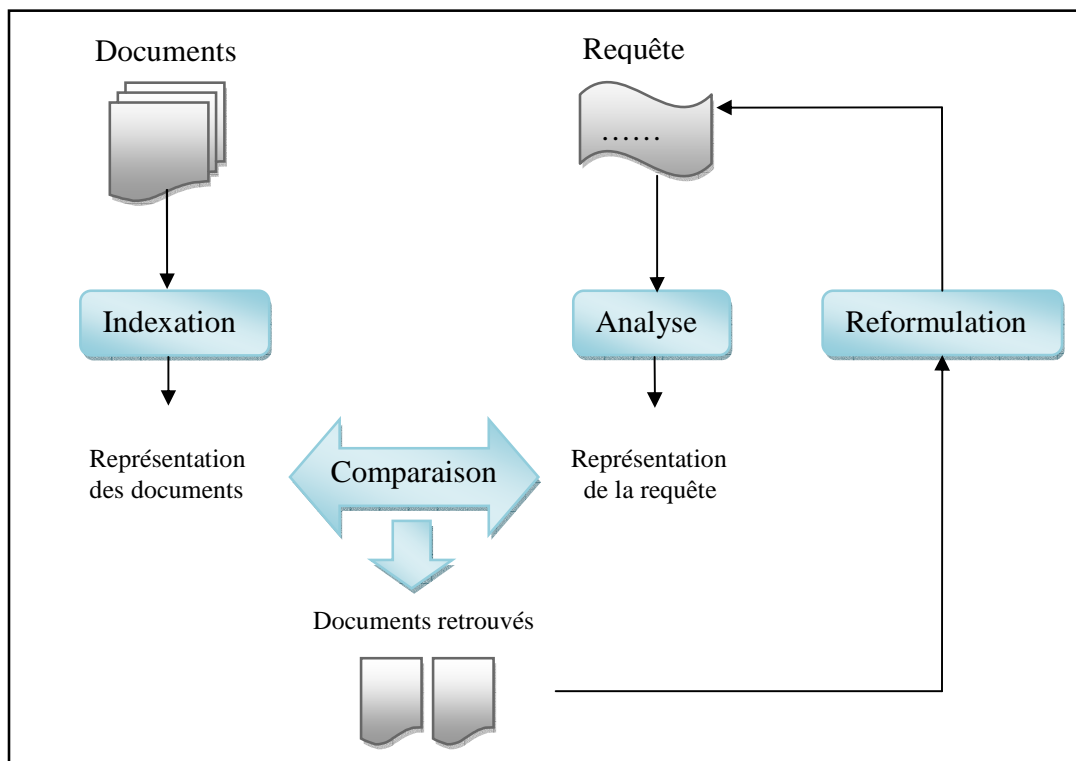 Documents
Requête
......
Indexation
Analyse
Reformulation
Représentation
des documents
Comparaison
Représentation
de la requête
Documents retrouvés